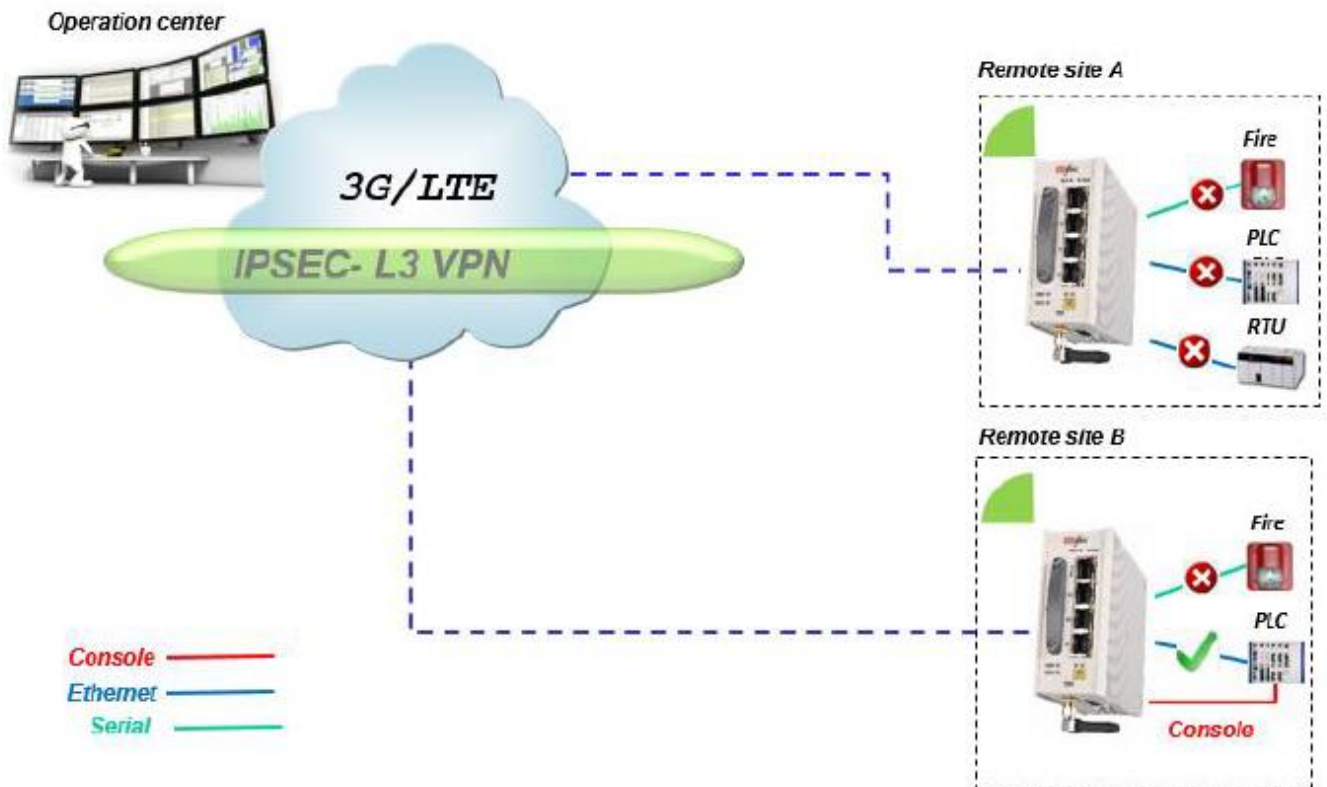 Operation center
3G/LTE
IPSEC- L3 VPN
Remote site A
Fire
PLC
RTU
Remote site B
Fire
PLC
Console
Console
Ethernet
Serial